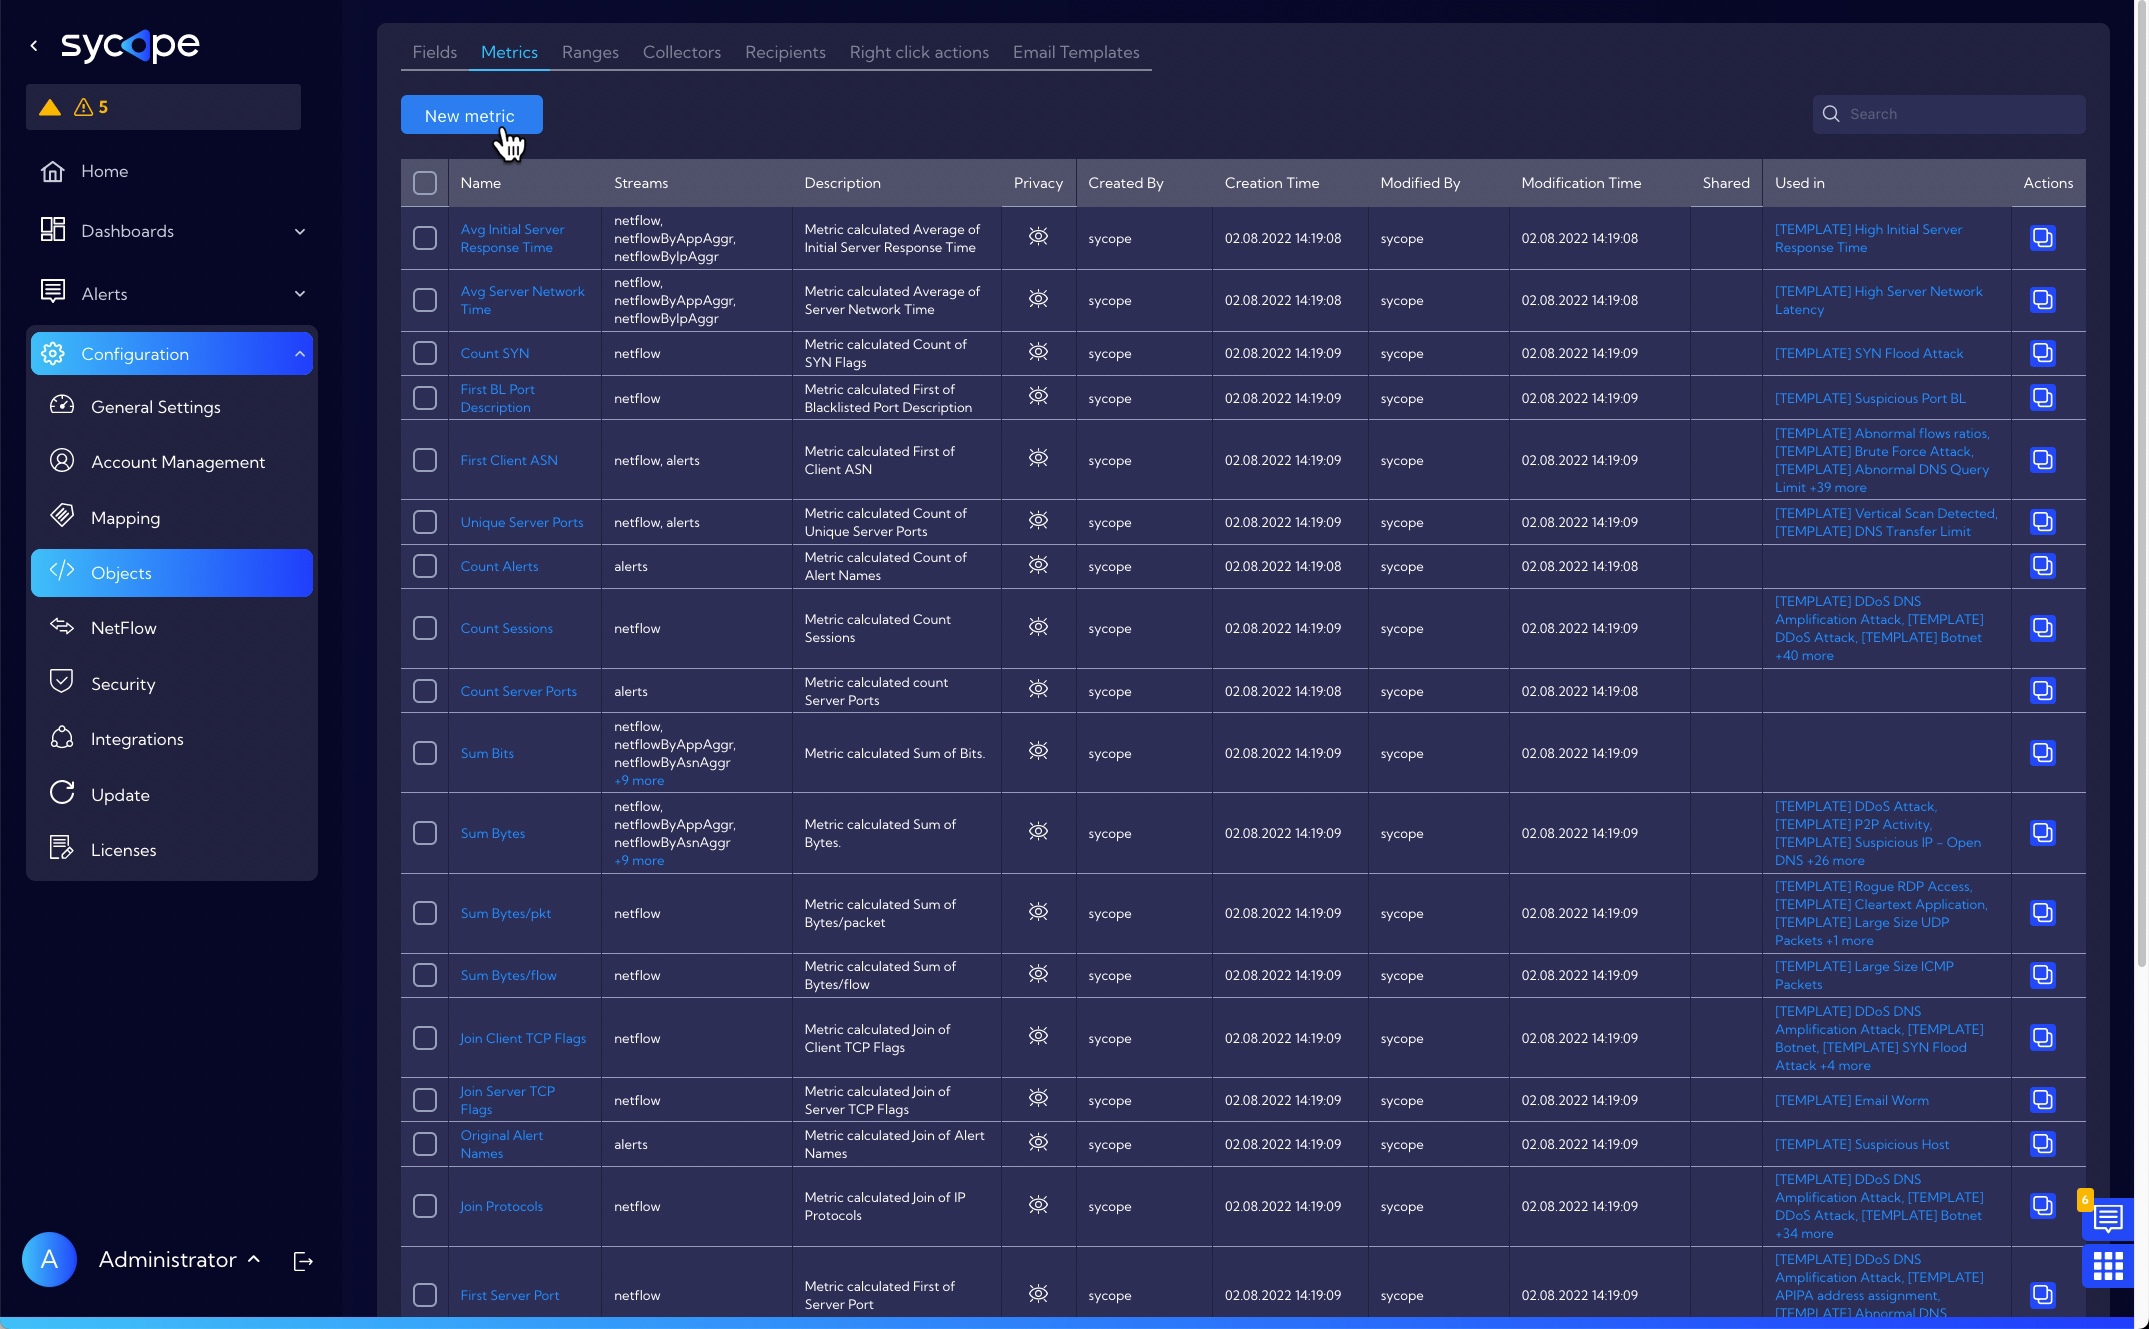 sycope
5
Home
Dashboards
Alerts
Configuration
General Settings
Account Management
Mapping
Objects
NetFlow
Security
Integrations
Update
Licenses
A
Administrator
Fields Metrics Ranges Collectors Recipients Right click actions Email Templates
New metric
Search
Name Streams Description Privacy Created By Creation Time Modified By Modification Time Shared Used in Actions
Avg Initial Server
Response Time
netflow,
netflowByAppAggr,
netflowByIpAggr
Metric calculated Average of
Initial Server Response Time
sycope 02.08.2022 14:19:08 sycope 02.08.2022 14:19:08
[TEMPLATE] High Initial Server
Response Time
Avg Server Network
Time
netflow,
netflowByAppAggr,
netflowByIpAggr
Metric calculated Average of
Server Network Time
sycope 02.08.2022 14:19:08 sycope 02.08.2022 14:19:08
[TEMPLATE] High Server Network
Latency
Count SYN
netflow
Metric calculated Count of
SYN Flags
sycope 02.08.2022 14:19:09 sycope 02.08.2022 14:19:09
[TEMPLATE] SYN Flood Attack
First BL Port
Description
netflow
Metric calculated First of
Blacklisted Port Description
sycope 02.08.2022 14:19:09 sycope 02.08.2022 14:19:09
[TEMPLATE] Suspicious Port BL
First Client ASN
netflow, alerts
Metric calculated First of
Client ASN
sycope 02.08.2022 14:19:09 sycope 02.08.2022 14:19:09
[TEMPLATE] Abnormal flows ratios,
[TEMPLATE] Brute Force Attack,
[TEMPLATE] Abnormal DNS Query
Limit +39 more
Unique Server Ports
netflow, alerts
Metric calculated Count of
Unique Server Ports
sycope 02.08.2022 14:19:09 sycope 02.08.2022 14:19:09
[TEMPLATE] Vertical Scan Detected,
[TEMPLATE] DNS Transfer Limit
Count Alerts
alerts
Metric calculated Count of
Alert Names
sycope 02.08.2022 14:19:08 sycope 02.08.2022 14:19:08
Count Sessions
netflow
Metric calculated Count
Sessions
sycope 02.08.2022 14:19:09 sycope 02.08.2022 14:19:09
[TEMPLATE] DDoS DNS
Amplification Attack, [TEMPLATE]
DDoS Attack, [TEMPLATE] Botnet
+40 more
Count Server Ports
alerts
Metric calculated count
Server Ports
sycope 02.08.2022 14:19:08 sycope 02.08.2022 14:19:08
Sum Bits
netflow,
netflowByAppAggr,
netflowByAsnAggr
+9 more
Metric calculated Sum of Bits.
sycope 02.08.2022 14:19:09 sycope 02.08.2022 14:19:09
Sum Bytes
netflow,
netflowByAppAggr,
netflowByAsnAggr
+9 more
Metric calculated Sum of
Bytes.
sycope 02.08.2022 14:19:09 sycope 02.08.2022 14:19:09
[TEMPLATE] DDoS Attack,
[TEMPLATE] P2P Activity,
[TEMPLATE] Suspicious IP - Open
DNS +26 more
Sum Bytes/pkt
netflow
Metric calculated Sum of
Bytes/packet
sycope 02.08.2022 14:19:09 sycope 02.08.2022 14:19:09
[TEMPLATE] Rogue RDP Access,
[TEMPLATE] Cleartext Application,
[TEMPLATE] Large Size UDP
Packets +1 more
Sum Bytes/flow
netflow
Metric calculated Sum of
Bytes/flow
sycope 02.08.2022 14:19:09 sycope 02.08.2022 14:19:09
[TEMPLATE] Large Size ICMP
Packets
Join Client TCP Flags
netflow
Metric calculated Join of
Client TCP Flags
sycope 02.08.2022 14:19:09 sycope 02.08.2022 14:19:09
[TEMPLATE] DDoS DNS
Amplification Attack, [TEMPLATE]
Botnet, [TEMPLATE] SYN Flood
Attack +4 more
Join Server TCP
Flags
netflow
Metric calculated Join of
Server TCP Flags
sycope 02.08.2022 14:19:09 sycope 02.08.2022 14:19:09
[TEMPLATE] Email Worm
Original Alert
Names
alerts
Metric calculated Join of Alert
Names
sycope 02.08.2022 14:19:09 sycope 02.08.2022 14:19:09
[TEMPLATE] Suspicious Host
Join Protocols
netflow
Metric calculated Join of IP
Protocols
sycope 02.08.2022 14:19:09 sycope 02.08.2022 14:19:09
[TEMPLATE] DDoS DNS
Amplification Attack, [TEMPLATE]
DDoS Attack, [TEMPLATE] Botnet
+34 more
First Server Port
netflow
Metric calculated First of
Server Port
sycope 02.08.2022 14:19:09 sycope 02.08.2022 14:19:09
[TEMPLATE] DDoS DNS
Amplification Attack, [TEMPLATE]
APIPA address assignment,
[TEMPLATE] Abnormal DNS
6